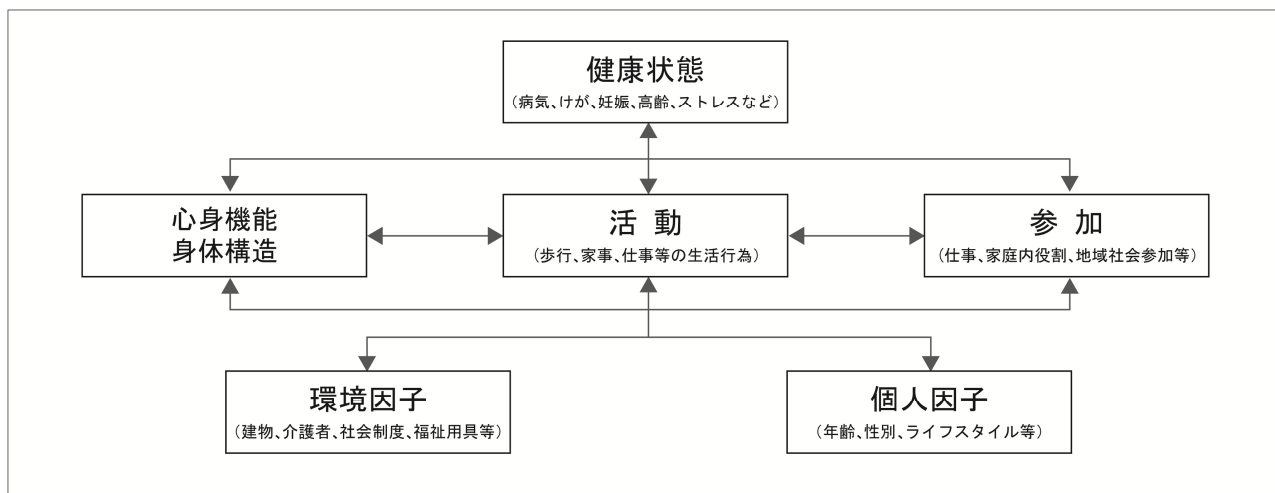 健康状態
（病気、けが、妊娠、高齢、ストレスなど）
心身機能
身体構造
活 動
（歩行、家事、仕事等の生活行為）
参 加
（仕事、家庭内役割、地域社会参加等）
環境因子
（建物、介護者、社会制度、福祉用具等）
個人因子
（年齢、性別、ライフスタイル等）